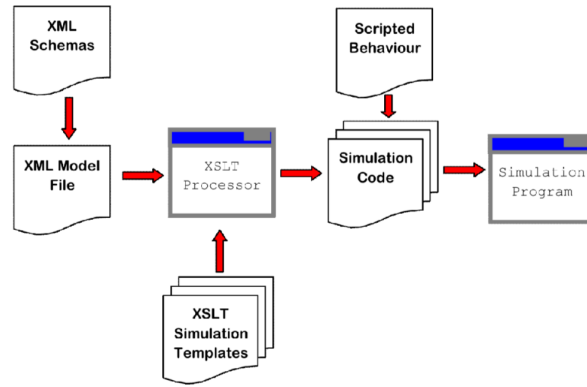 XML
Schemas
Scripted
Behaviour
XML Model
File
XSLT
Processor
Simulation
Code
Simulation
Program
XSLT
Simulation
Templates